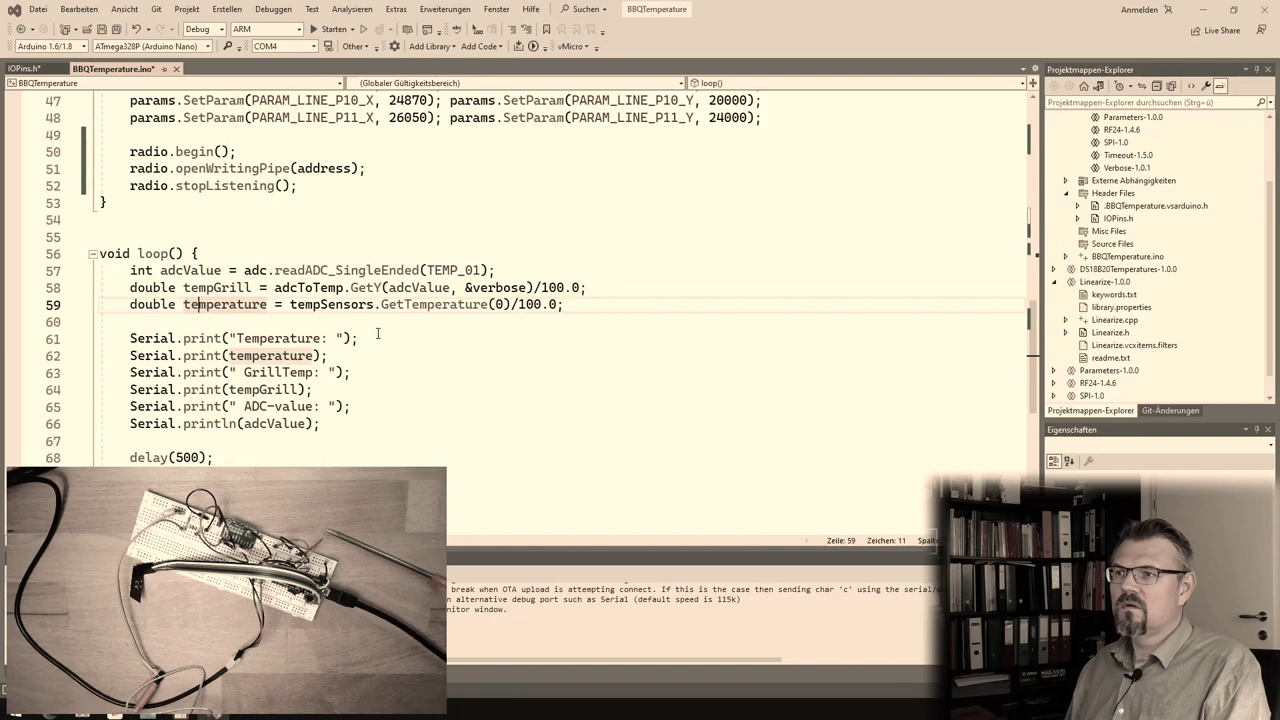 Datei Bearbeiten Ansicht Git Projekt Erstellen Debuggen Test Analysieren Extras Erweiterungen Fenster Hilfe Suchen BBQTemperature Anmelden
Debug ARM Starten Live Share
Arduino 1.6/1.8 ATmega328P (Arduino Nano) COM4 Other Add Library Add Code vMicro
IOPins.h* BBQTemperature.ino*
BBQTemperature (Globaler Gültigkeitsbereich) loop()
47 params.SetParam(PARAM_LINE_P10_X, 24870); params.SetParam(PARAM_LINE_P10_Y, 20000);
48 params.SetParam(PARAM_LINE_P11_X, 26050); params.SetParam(PARAM_LINE_P11_Y, 24000);
49
50 radio.begin();
51 radio.openWritingPipe(address);
52 radio.stopListening();
53 }
54
55
56 void loop() {
57 int adcValue = adc.readADC_SingleEnded(TEMP_01);
58 double tempGrill = adcToTemp.GetY(adcValue, &verbose)/100.0;
59 double temperature = tempSensors.GetTemperature(0)/100.0;
60
61 Serial.print("Temperature: ");
62 Serial.print(temperature);
63 Serial.print(" GrillTemp: ");
64 Serial.print(tempGrill);
65 Serial.print(" ADC-value: ");
66 Serial.println(adcValue);
67
68 delay(500);
Zeile: 59 Zeichen: 11
break when OTA upload is attempting connect. If this is the case then sending char 'c' using the serial/de
n alternative debug port such as Serial (default speed is 115k)
nitor window.
Projektmappen-Explorer
Projektmappen-Explorer durchsuchen (Strg+ü)
Parameters-1.0.0
RF24-1.4.6
SPI-1.0
Timeout-1.5.0
Verbose-1.0.1
Externe Abhängigkeiten
Header Files
.BBQTemperature.vsarduino.h
IOPins.h
Misc Files
Source Files
BBQTemperature.ino
DS18B20Temperatures-1.0.0
Linearize-1.0.0
keywords.txt
library.properties
Linearize.cpp
Linearize.h
Linearize.vcxitems.filters
readme.txt
Parameters-1.0.0
RF24-1.4.6
SPI-1.0
Projektmappen-Explorer Git-Änderungen
Eigenschaften